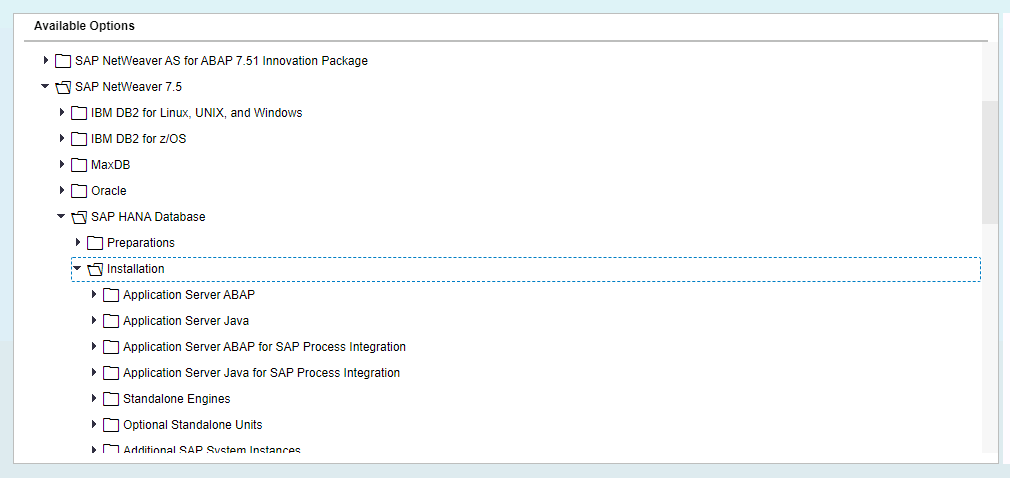 Available Options
SAP NetWeaver AS for ABAP 7.51 Innovation Package
SAP NetWeaver 7.5
IBM DB2 for Linux, UNIX, and Windows
IBM DB2 for z/OS
MaxDB
Oracle
SAP HANA Database
Preparations
Installation
Application Server ABAP
Application Server Java
Application Server ABAP for SAP Process Integration
Application Server Java for SAP Process Integration
Standalone Engines
Optional Standalone Units
Additional SAP System Instances